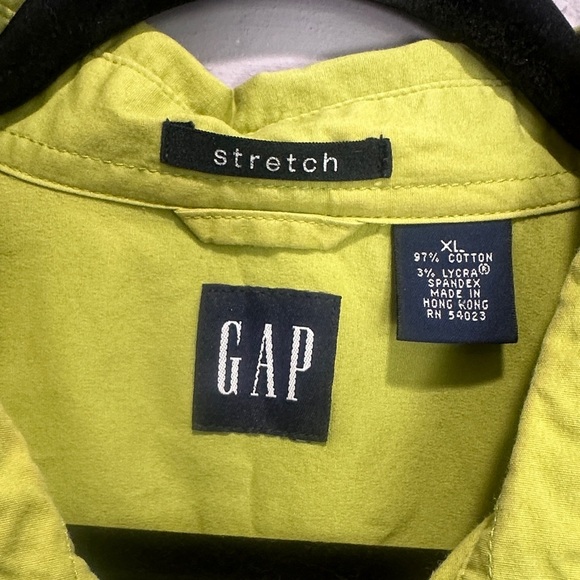 stretch
XL
97% COTTON
3% LYCRA®
SPANDEX
MADE IN
HONG KONG
RN 54023
GAP